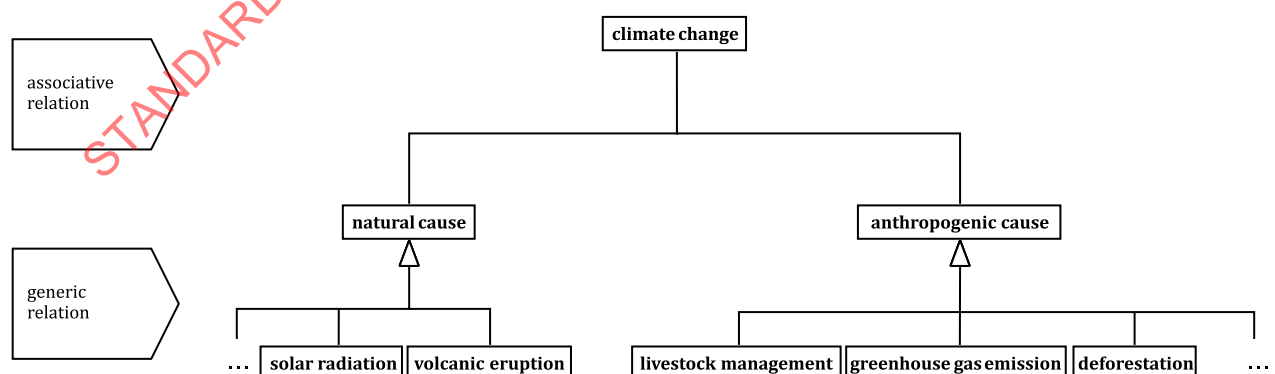 climate change
associative
relation
STANDARD
natural cause
anthropogenic cause
generic
relation
... solar radiation volcanic eruption livestock management greenhouse gas emission deforestation ...